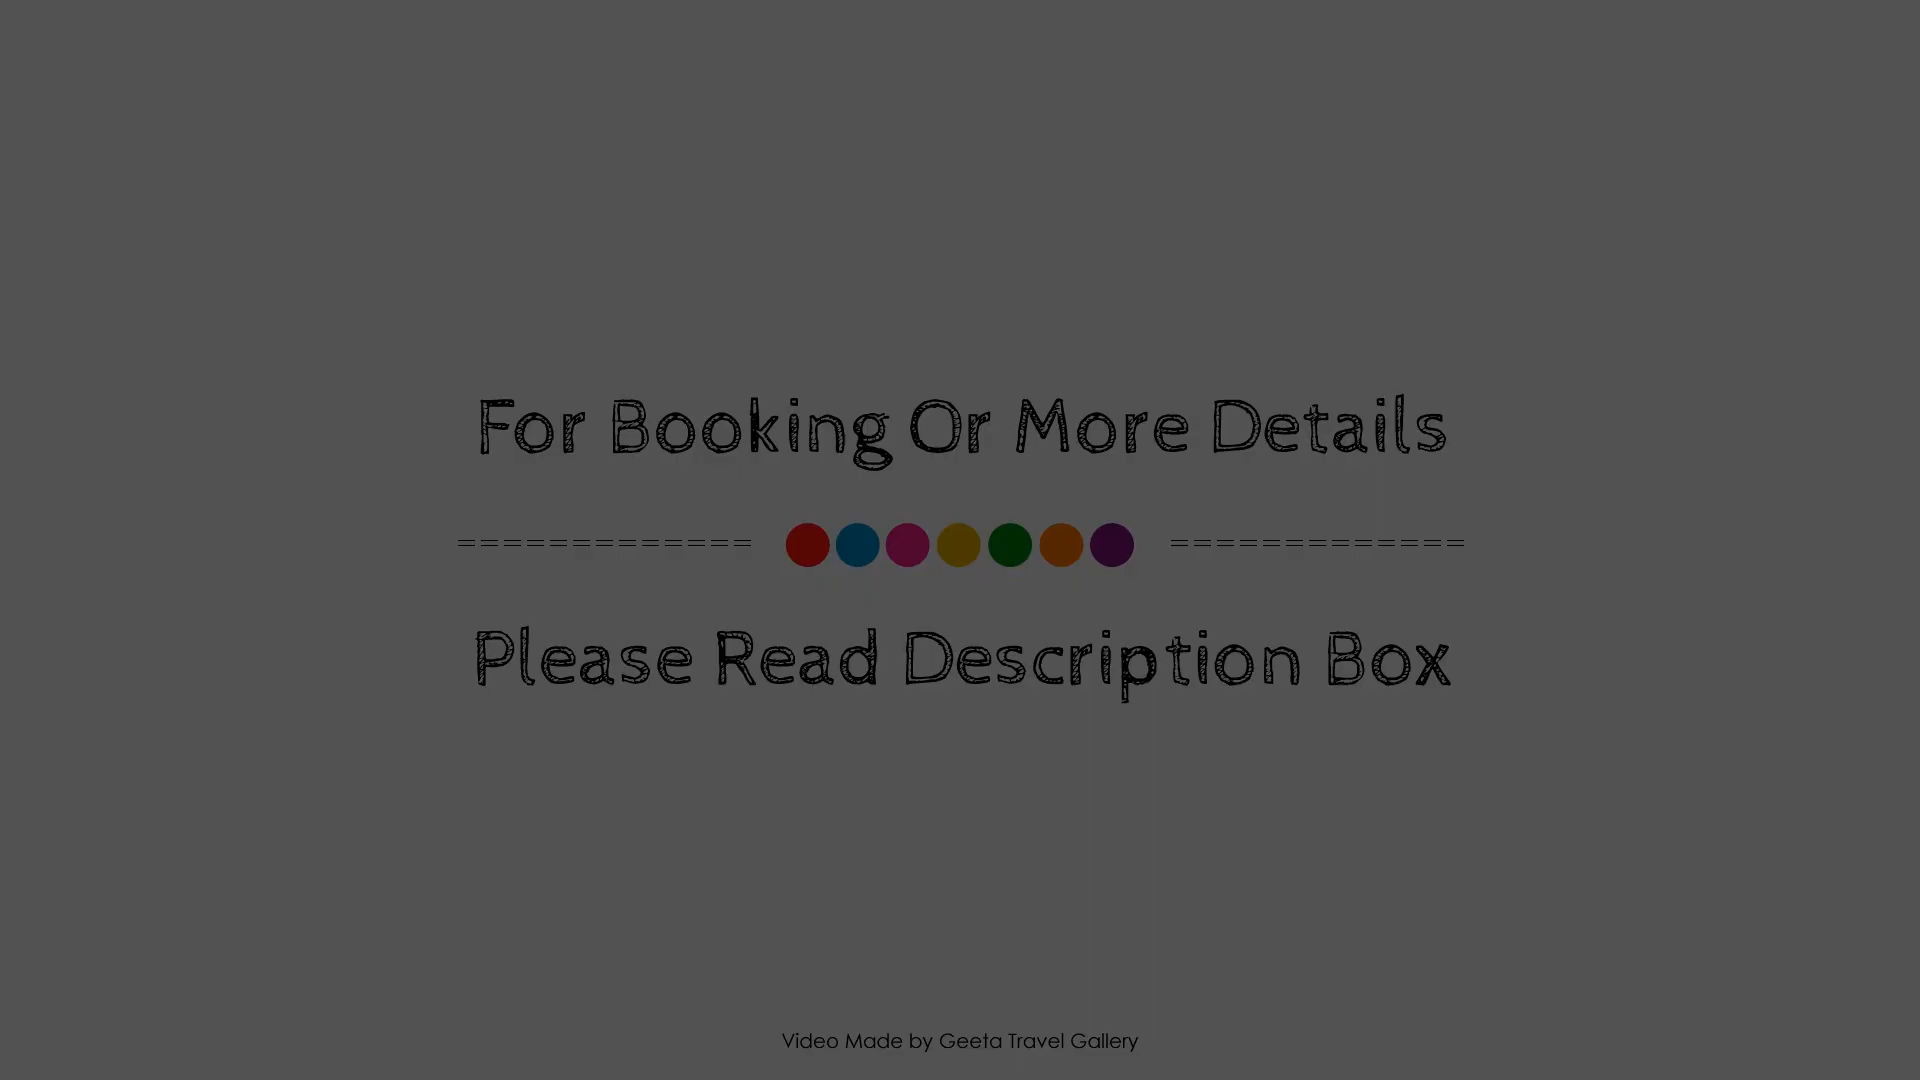 For Booking Or More Details
============= =============
Please Read Description Box
Video Made by Geeta Travel Gallery